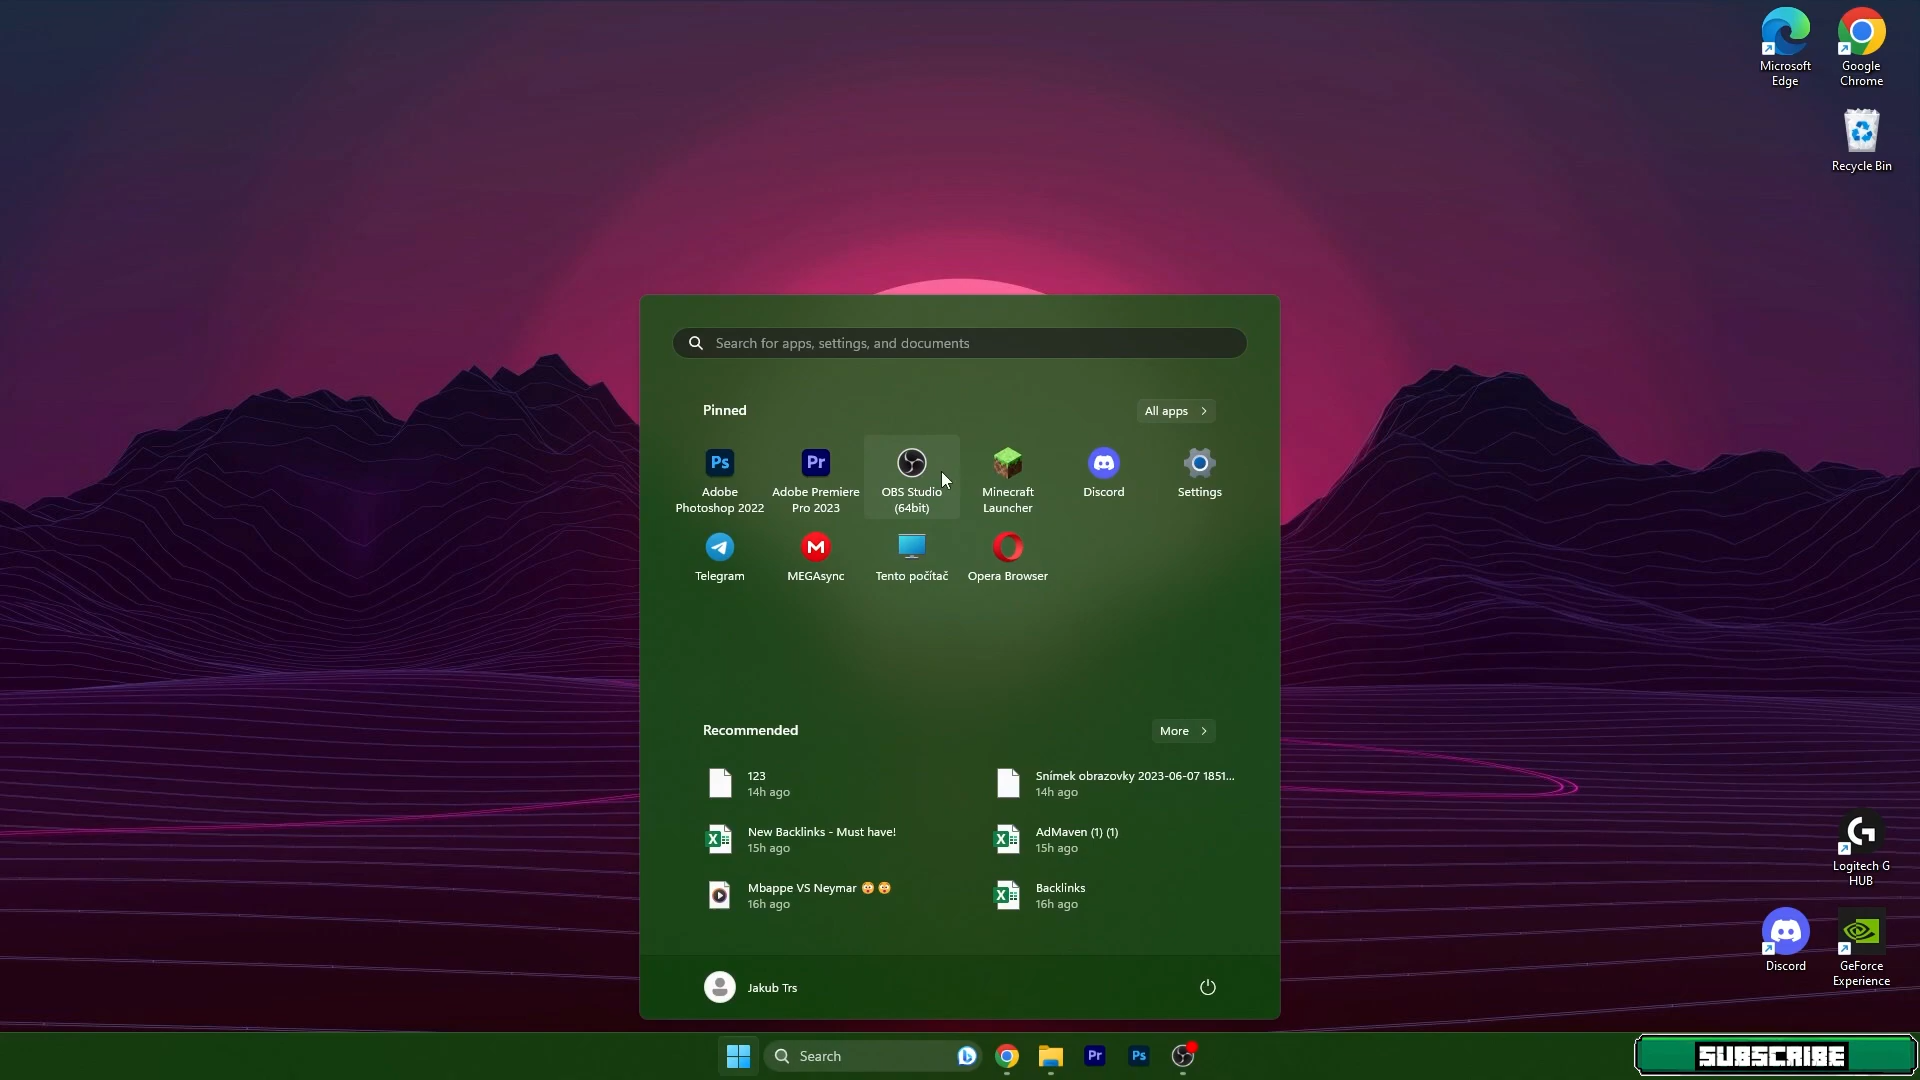 Microsoft
Edge
Google
Chrome
Recycle Bin
Search for apps, settings, and documents
Pinned
All apps
Ps
Adobe
Photoshop 2022
Pr
Adobe Premiere
Pro 2023
OBS Studio
(64bit)
Minecraft
Launcher
Discord
Settings
Telegram
M
MEGAsync
Tento počítač
Opera Browser
Recommended
More
123
14h ago
Snímek obrazovky 2023-06-07 1851...
14h ago
New Backlinks - Must have!
15h ago
AdMaven (1) (1)
15h ago
Mbappe VS Neymar 😳😳
16h ago
Backlinks
16h ago
Logitech G
HUB
Discord
GeForce
Experience
Jakub Trs
Search
Pr
Ps
SUBSCRIBE